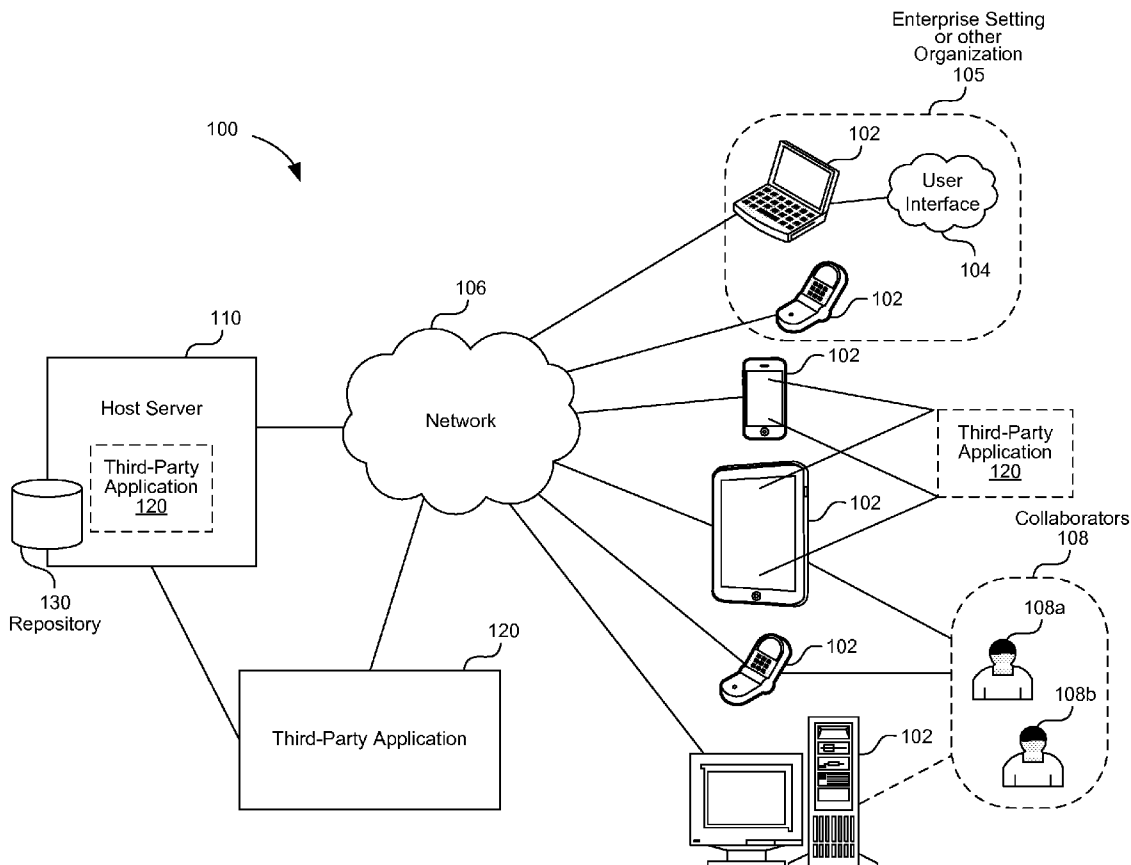 Enterprise Setting
or other
Organization
105
100
102
User
Interface
104
106
102
110
102
Host Server
Network
Third-Party
Application
120
Third-Party
Application
120
102
Collaborators
108
130
Repository
108a
120
102
108b
Third-Party Application
102